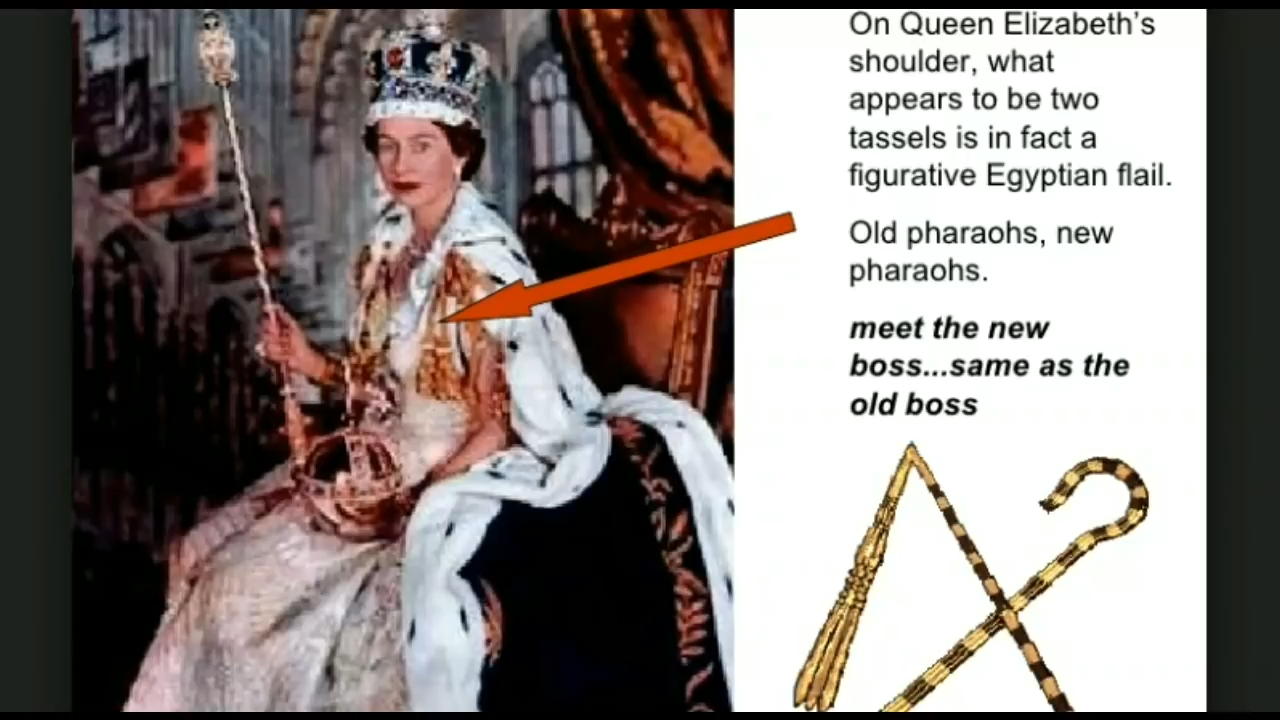 On Queen Elizabeth's
shoulder, what
appears to be two
tassels is in fact a
figurative Egyptian flail.
Old pharaohs, new
pharaohs.
meet the new
boss...same as the
old boss